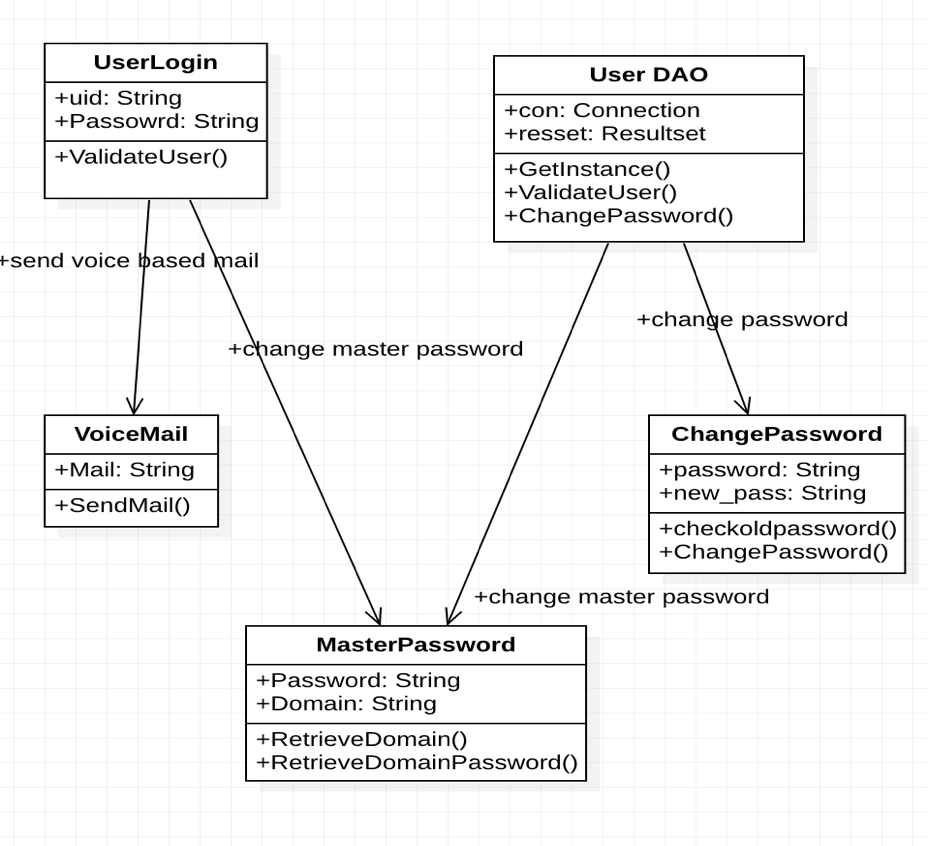 UserLogin
+uid: String
+Passowrd: String
+ValidateUser()
User DAO
+con: Connection
+resset: Resultset
+GetInstance()
+ValidateUser()
+ChangePassword()
+send voice based mail
+change master password
+change password
VoiceMail
+Mail: String
+SendMail()
ChangePassword
+password: String
+new_pass: String
+checkoldpassword()
+ChangePassword()
+change master password
MasterPassword
+Password: String
+Domain: String
+RetrieveDomain()
+RetrieveDomainPassword()